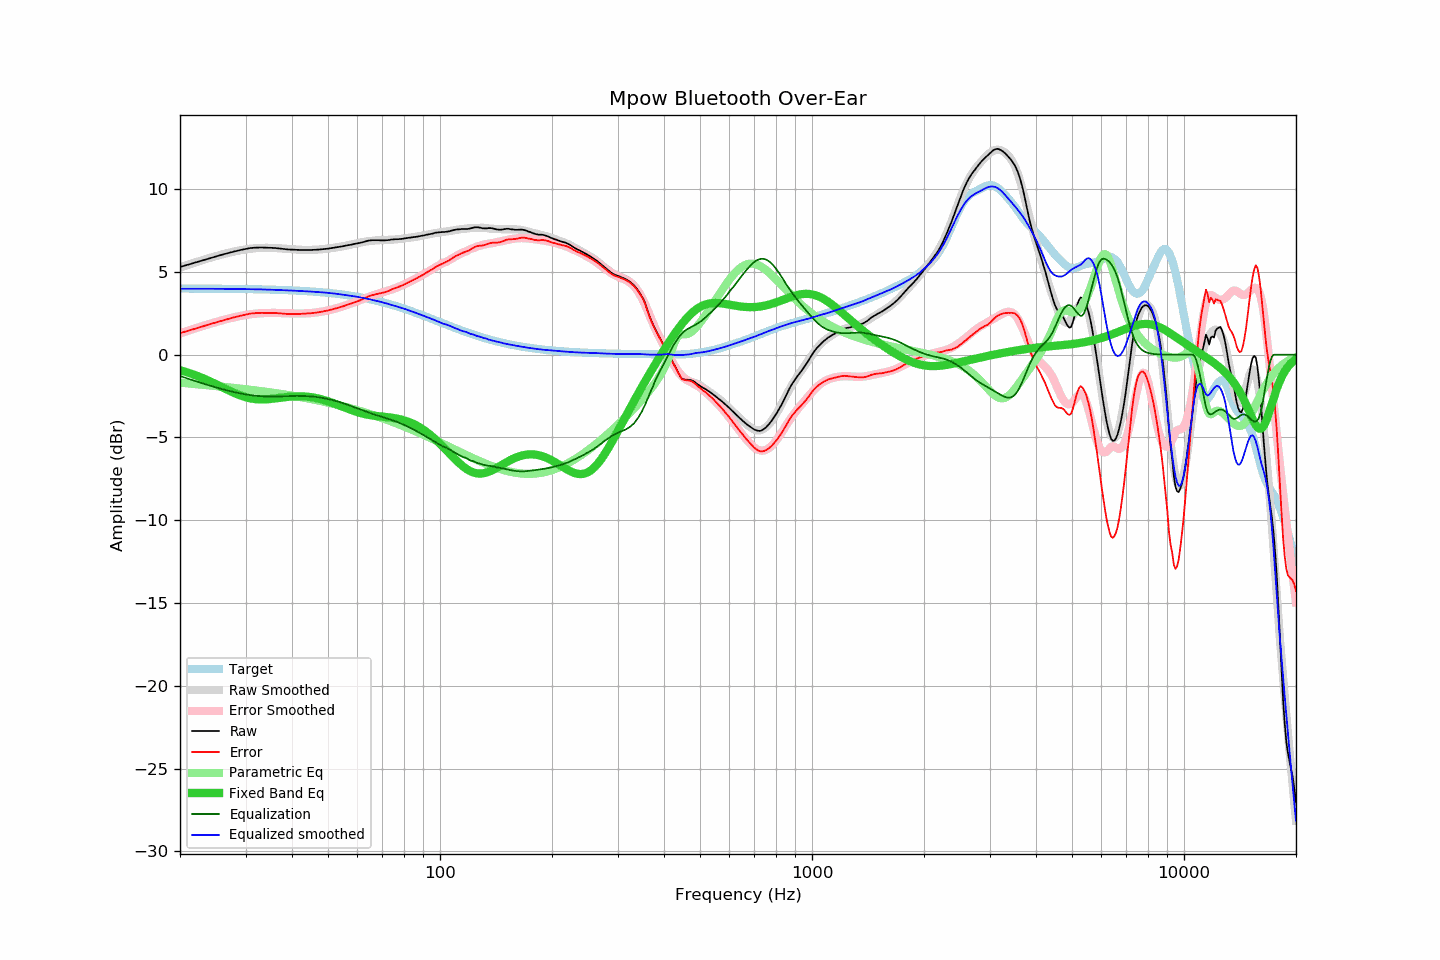 Mpow Bluetooth Over-Ear
Amplitude (dBr)
10
5
0
−5
−10
−15
−20
−25
−30
Target
Raw Smoothed
Error Smoothed
Raw
Error
Parametric Eq
Fixed Band Eq
Equalization
Equalized smoothed
100
1000
10000
Frequency (Hz)